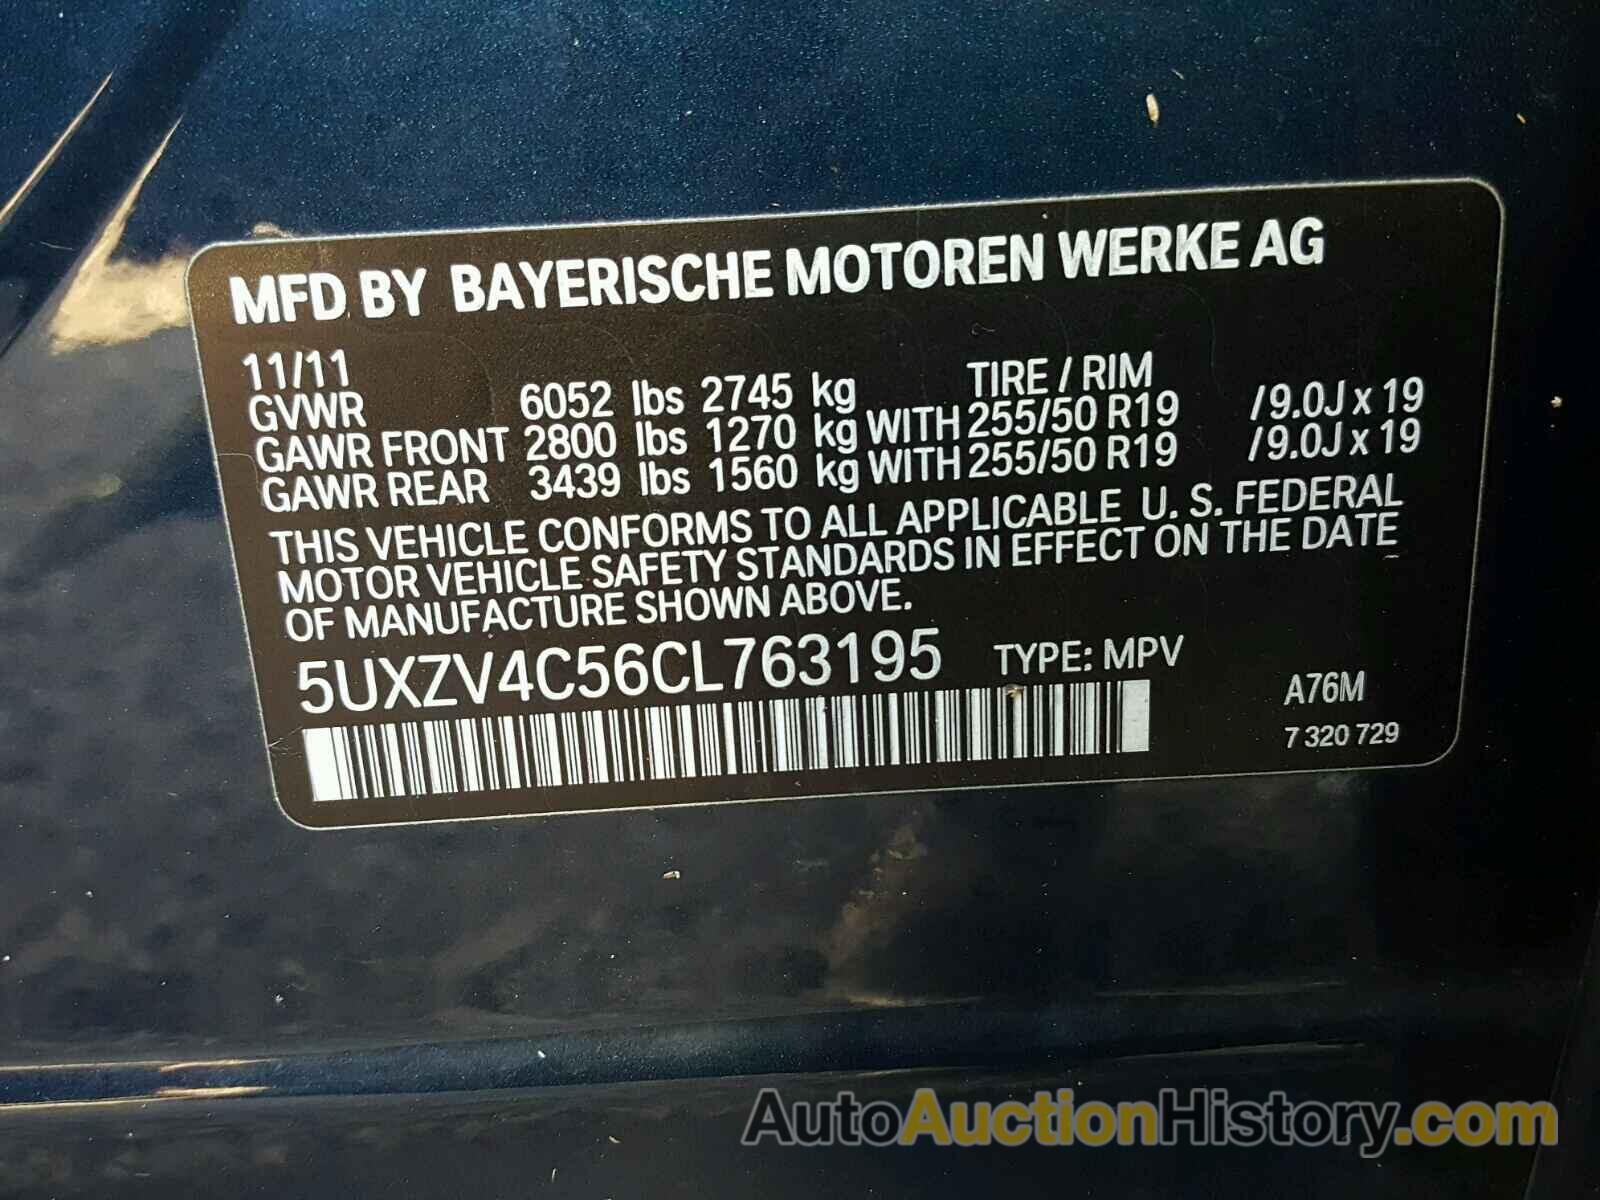 MFD BY BAYERISCHE MOTOREN WERKE AG
11/11 TIRE / RIM
GVWR 6052 lbs 2745 kg
GAWR FRONT 2800 lbs 1270 kg WITH 255/50 R19 /9.0J x 19
GAWR REAR 3439 lbs 1560 kg WITH 255/50 R19 /9.0J x 19
THIS VEHICLE CONFORMS TO ALL APPLICABLE U. S. FEDERAL
MOTOR VEHICLE SAFETY STANDARDS IN EFFECT ON THE DATE
OF MANUFACTURE SHOWN ABOVE.
5UXZV4C56CL763195 TYPE: MPV
A76M
7 320 729
AutoAuctionHistory.com